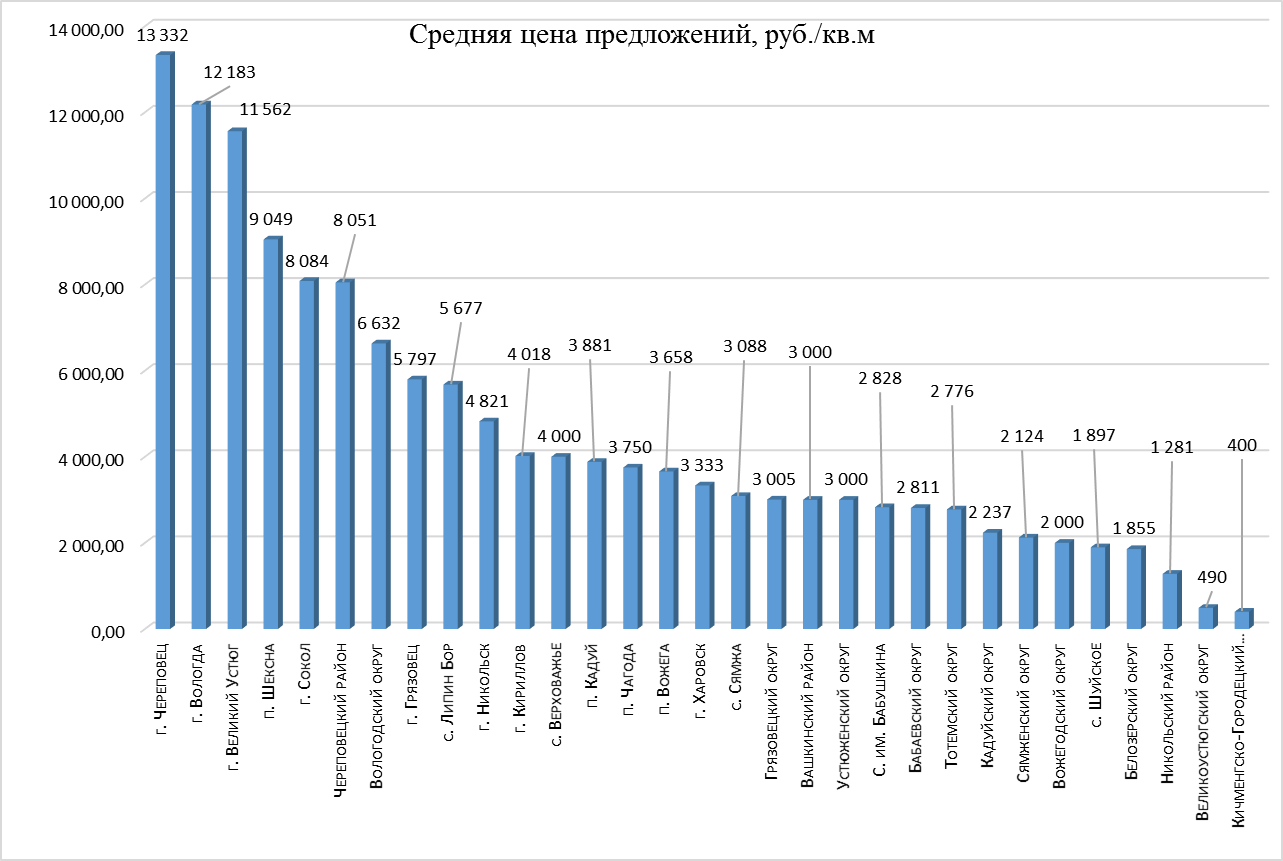 Средняя цена предложений, руб./кв.м
14 000,00
12 000,00
10 000,00
8 000,00
6 000,00
4 000,00
2 000,00
0,00
13 332
12 183
11 562
9 049
8 084
8 051
6 632
5 797
5 677
4 821
4 018
4 000
3 881
3 750
3 658
3 333
3 088
3 005
3 000
3 000
2 828
2 811
2 776
2 237
2 124
2 000
1 897
1 855
1 281
490
400
г. Череповец
г. Вологда
г. Великий Устюг
п. Шексна
г. Сокол
Череповецкий район
Вологодский округ
г. Грязовец
с. Липин Бор
г. Никольск
г. Кириллов
с. Верховажье
п. Кадуй
п. Чагода
п. Вожега
г. Харовск
с. Сямжа
Грязовецкий округ
Вашкинский район
Устюженский округ
С. им. Бабушкина
Бабаевский округ
Тотемский округ
Кадуйский округ
Сямженский округ
Вожегодский округ
с. Шуйское
Белозерский округ
Никольский район
Великоустюгский округ
Кичменгско-Городецкий…